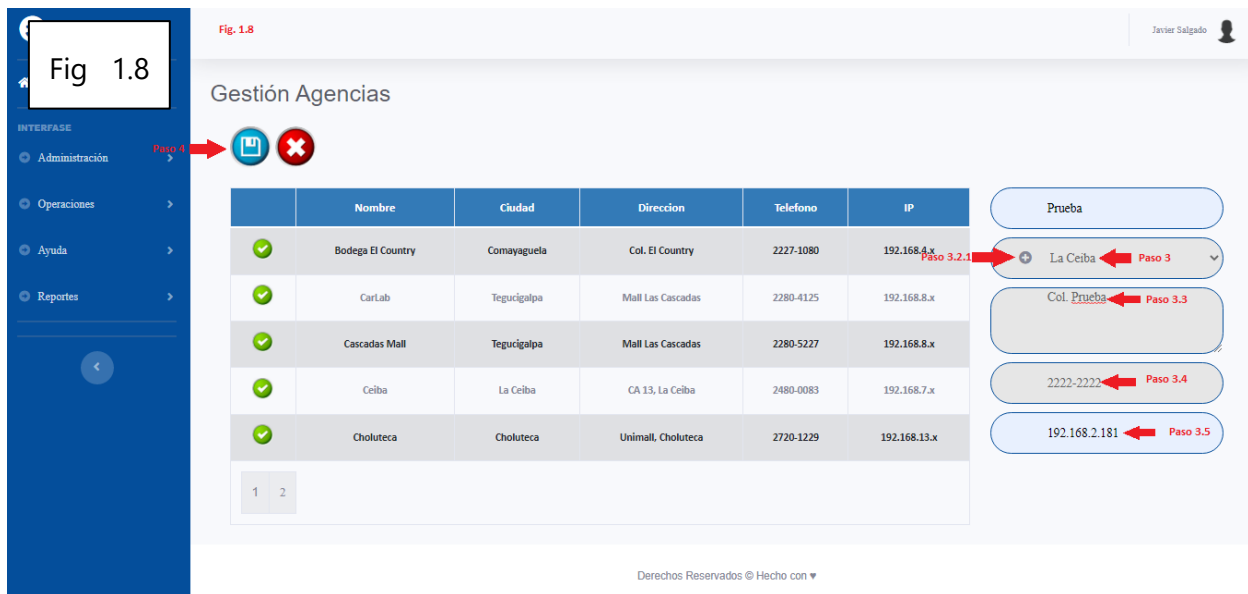 Fig 1.8
Fig. 1.8
Javier Salgado
Gestión Agencias
INTERFASE
Administración
Operaciones
Ayuda
Reportes
Paso 4
Nombre Ciudad Direccion Telefono IP
Bodega El Country Comayaguela Col. El Country 2227-1080 192.168.4.x
CarLab Tegucigalpa Mall Las Cascadas 2280-4125 192.168.8.x
Cascadas Mall Tegucigalpa Mall Las Cascadas 2280-5227 192.168.8.x
Ceiba La Ceiba CA 13, La Ceiba 2480-0083 192.168.7.x
Choluteca Choluteca Unimall, Choluteca 2720-1229 192.168.13.x
1 2
Prueba
Paso 3.2.1 La Ceiba Paso 3
Col. Prueba Paso 3.3
2222-2222 Paso 3.4
192.168.2.181 Paso 3.5
Derechos Reservados © Hecho con ♥